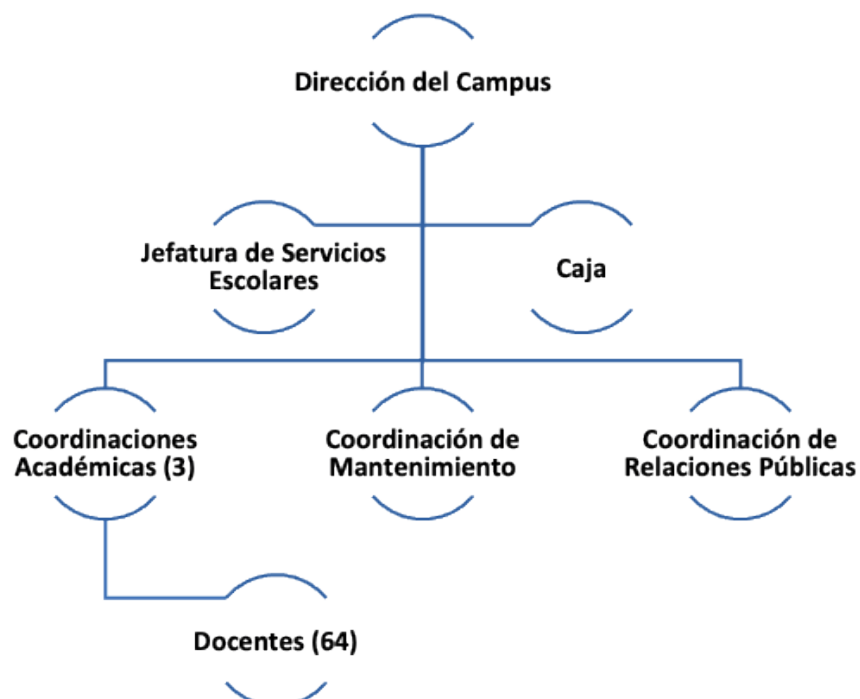 Dirección del Campus
Jefatura de Servicios
Escolares
Caja
Coordinaciones
Académicas (3)
Coordinación de
Mantenimiento
Coordinación de
Relaciones Públicas
Docentes (64)